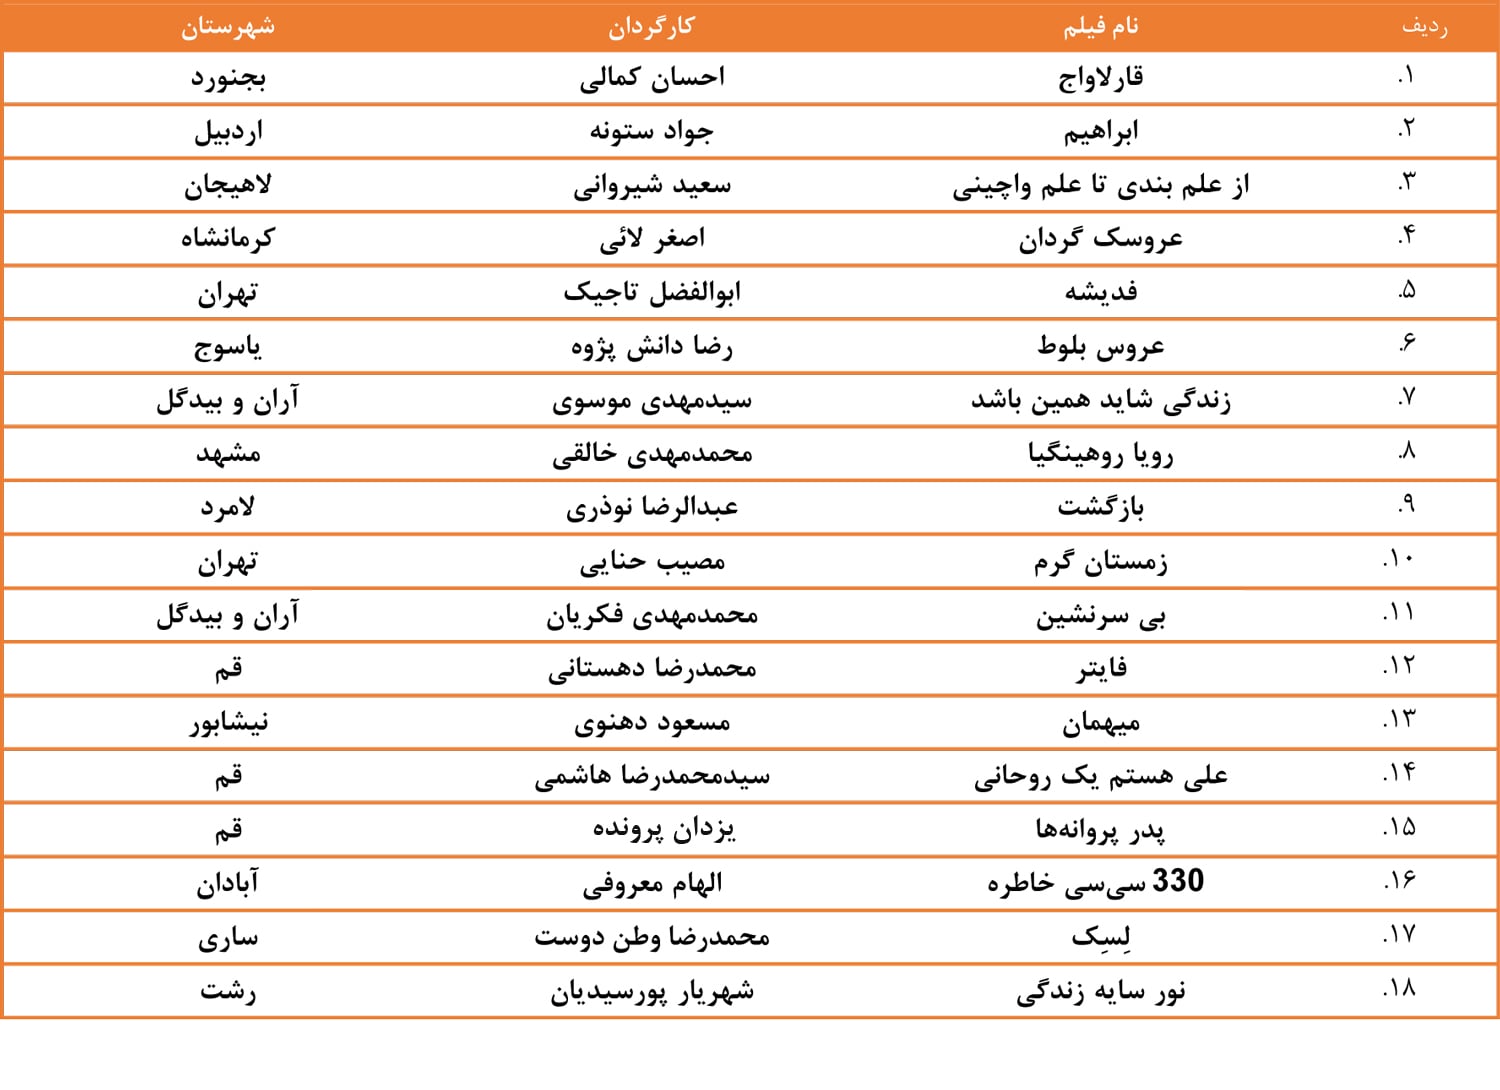 ردیف نام فیلم کارگردان شهرستان
۱. قارلاواج احسان کمالی بجنورد
۲. ابراهیم جواد ستونه اردبیل
۳. از علم بندی تا علم واچینی سعید شیروانی لاهیجان
۴. عروسک گردان اصغر لائی کرمانشاه
۵. فدیشه ابوالفضل تاجیک تهران
۶. عروس بلوط رضا دانش پژوه یاسوج
۷. زندگی شاید همین باشد سیدمهدی موسوی آران و بیدگل
۸. رویا روهینگیا محمدمهدی خالقی مشهد
۹. بازگشت عبدالرضا نوذری لامرد
۱۰. زمستان گرم مصیب حنایی تهران
۱۱. بی سرنشین محمدمهدی فکریان آران و بیدگل
۱۲. فایتر محمدرضا دهستانی قم
۱۳. میهمان مسعود دهنوی نیشابور
۱۴. علی هستم یک روحانی سیدمحمدرضا هاشمی قم
۱۵. پدر پروانه‌ها یزدان پرونده قم
۱۶. 330 سی‌سی خاطره الهام معروفی آبادان
۱۷. لِسِک محمدرضا وطن دوست ساری
۱۸. نور سایه زندگی شهریار پورسیدیان رشت